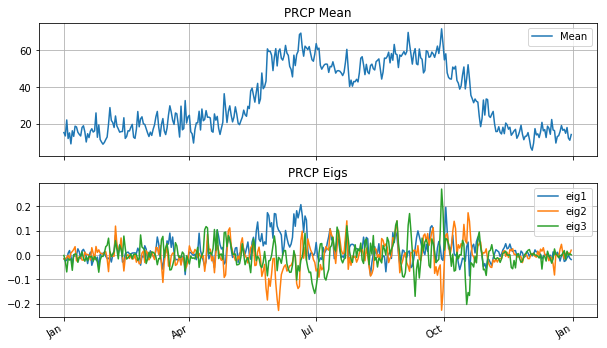 PRCP Mean
Mean
60
40
20
PRCP Eigs
eig1
eig2
eig3
0.2
0.1
0.0
−0.1
−0.2
Jan
Apr
Jul
Oct
Jan